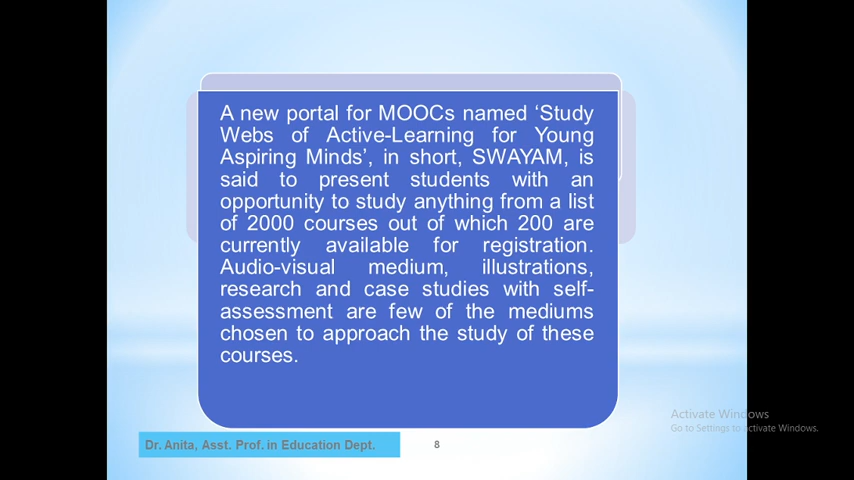 A new portal for MOOCs named ‘Study
Webs of Active-Learning for Young
Aspiring Minds’, in short, SWAYAM, is
said to present students with an
opportunity to study anything from a list
of 2000 courses out of which 200 are
currently available for registration.
Audio-visual medium, illustrations,
research and case studies with self-
assessment are few of the mediums
chosen to approach the study of these
courses.
Activate Windows
Go to Settings to activate Windows.
Dr. Anita, Asst. Prof. in Education Dept.
8